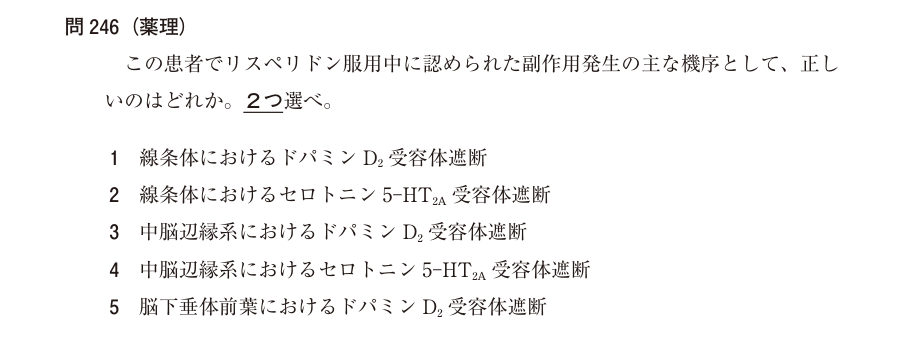 問 246（薬理）
この患者でリスペリドン服用中に認められた副作用発生の主な機序として、正し
いのはどれか。２つ選べ。
1 線条体におけるドパミン D₂ 受容体遮断
2 線条体におけるセロトニン 5-HT₂A 受容体遮断
3 中脳辺縁系におけるドパミン D₂ 受容体遮断
4 中脳辺縁系におけるセロトニン 5-HT₂A 受容体遮断
5 脳下垂体前葉におけるドパミン D₂ 受容体遮断